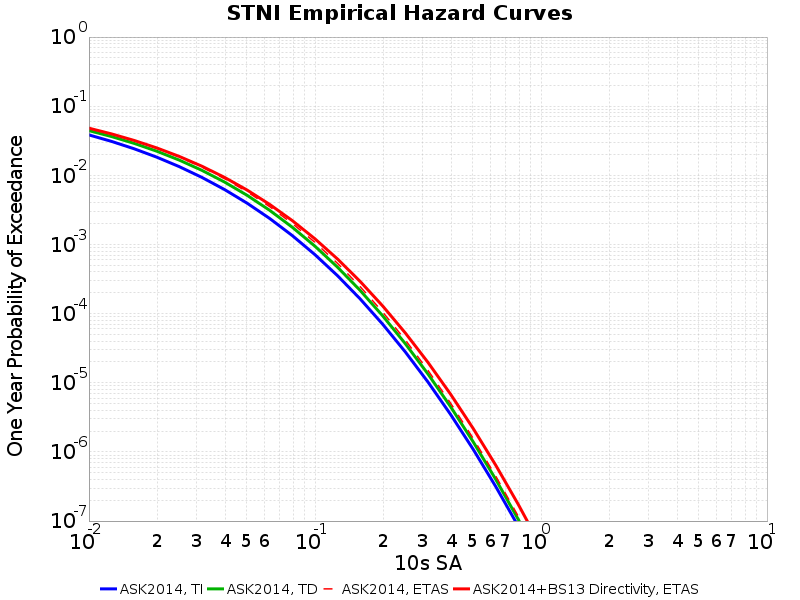 STNI Empirical Hazard Curves
One Year Probability of Exceedance
10^0
10^-1
10^-2
10^-3
10^-4
10^-5
10^-6
10^-7
10^-2 2 3 4 5 6 10^-1 2 3 4 5 6 7 10^0 2 3 4 5 6 7 10^1
10s SA
ASK2014, TI ASK2014, TD ASK2014, ETAS ASK2014+BS13 Directivity, ETAS